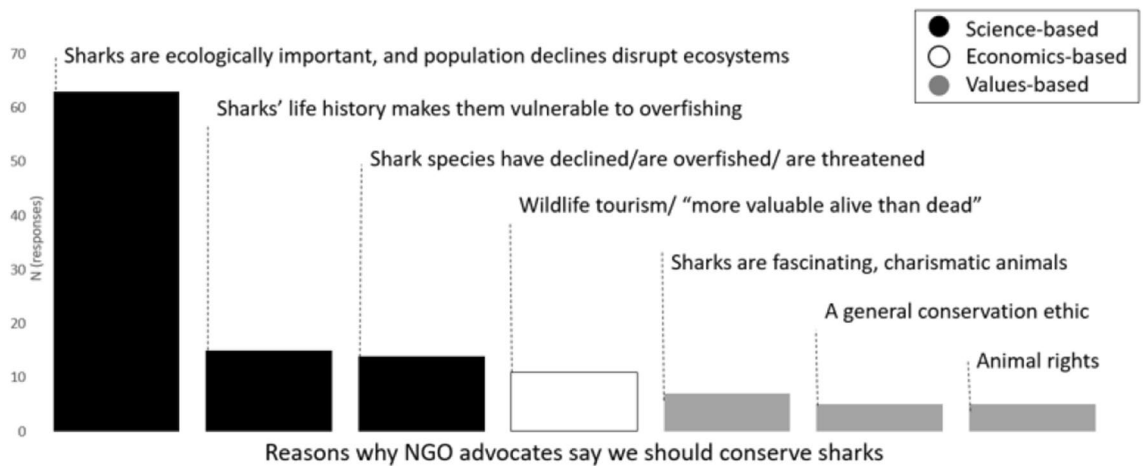 Science-based
Economics-based
Values-based
70
60
50
40
30
20
10
0
N (responses)
Sharks are ecologically important, and population declines disrupt ecosystems
Sharks’ life history makes them vulnerable to overfishing
Shark species have declined/are overfished/ are threatened
Wildlife tourism/ “more valuable alive than dead”
Sharks are fascinating, charismatic animals
A general conservation ethic
Animal rights
Reasons why NGO advocates say we should conserve sharks